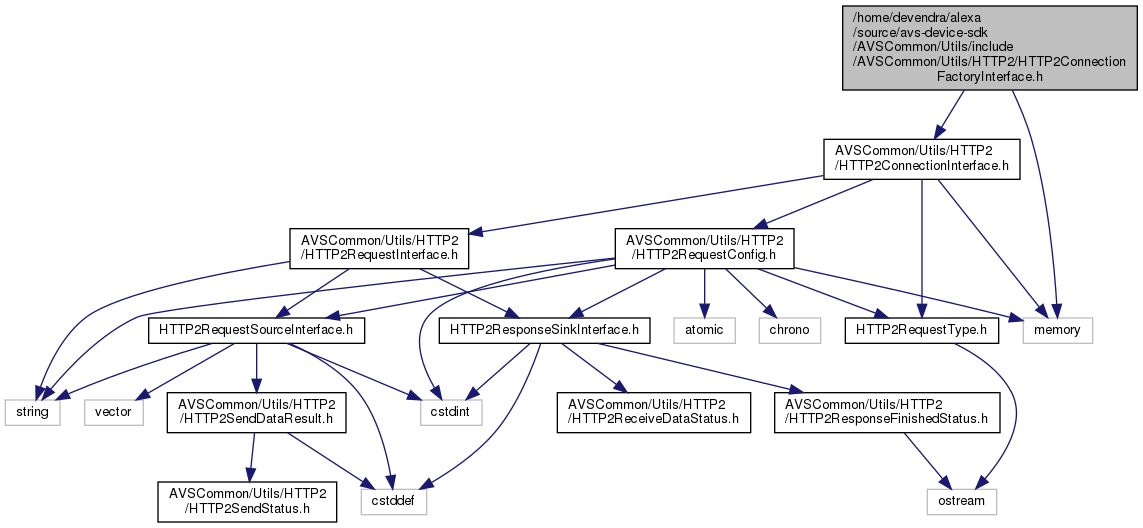 /home/devendra/alexa
/source/avs-device-sdk
/AVSCommon/Utils/include
/AVSCommon/Utils/HTTP2/HTTP2Connection
FactoryInterface.h
AVSCommon/Utils/HTTP2
/HTTP2ConnectionInterface.h
AVSCommon/Utils/HTTP2
/HTTP2RequestInterface.h
AVSCommon/Utils/HTTP2
/HTTP2RequestConfig.h
HTTP2RequestSourceInterface.h
HTTP2ResponseSinkInterface.h
atomic
chrono
HTTP2RequestType.h
memory
string
vector
AVSCommon/Utils/HTTP2
/HTTP2SendDataResult.h
cstdint
AVSCommon/Utils/HTTP2
/HTTP2ReceiveDataStatus.h
AVSCommon/Utils/HTTP2
/HTTP2ResponseFinishedStatus.h
AVSCommon/Utils/HTTP2
/HTTP2SendStatus.h
cstddef
ostream